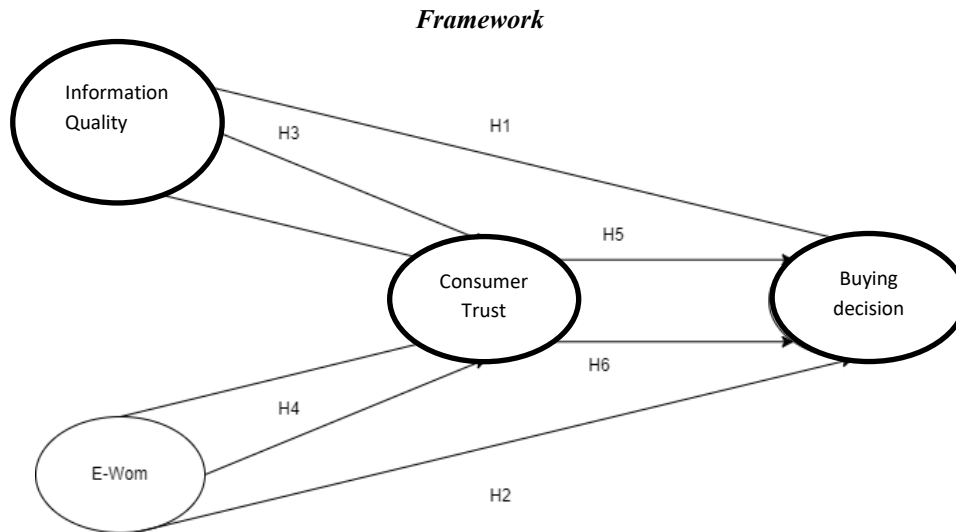 Framework
Information
Quality
H1
H3
H5
Consumer
Trust
Buying
decision
H6
H4
E-Wom
H2